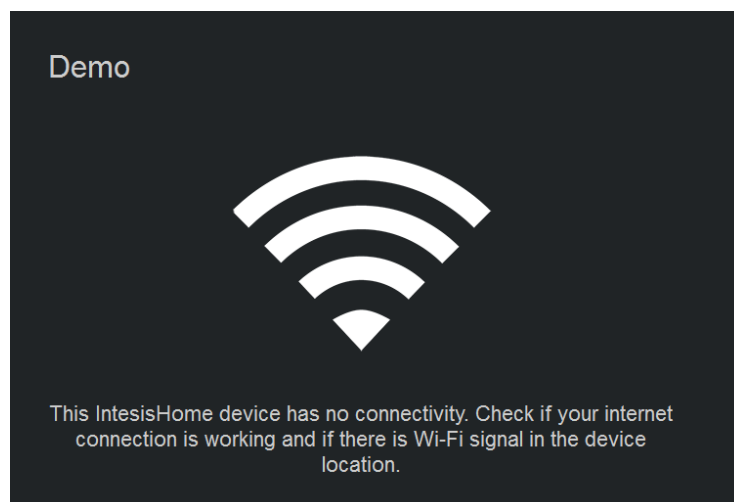 Demo
This IntesisHome device has no connectivity. Check if your internet
connection is working and if there is Wi-Fi signal in the device
location.